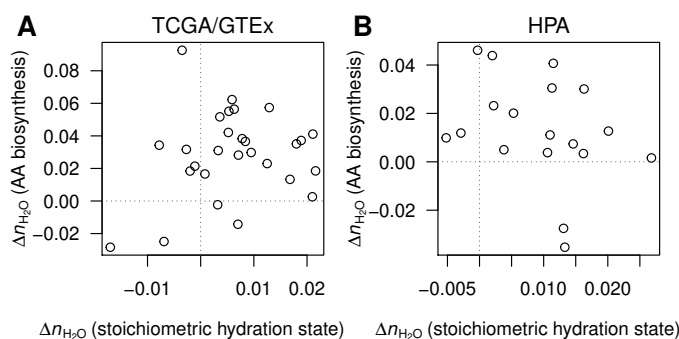 A TCGA/GTEx
Δn_H₂O (AA biosynthesis)
0.08
0.06
0.04
0.02
0.00
−0.02
−0.01 0.01 0.02
Δn_H₂O (stoichiometric hydration state)
B HPA
Δn_H₂O (AA biosynthesis)
0.04
0.02
0.00
−0.02
−0.005 0.010 0.020
Δn_H₂O (stoichiometric hydration state)